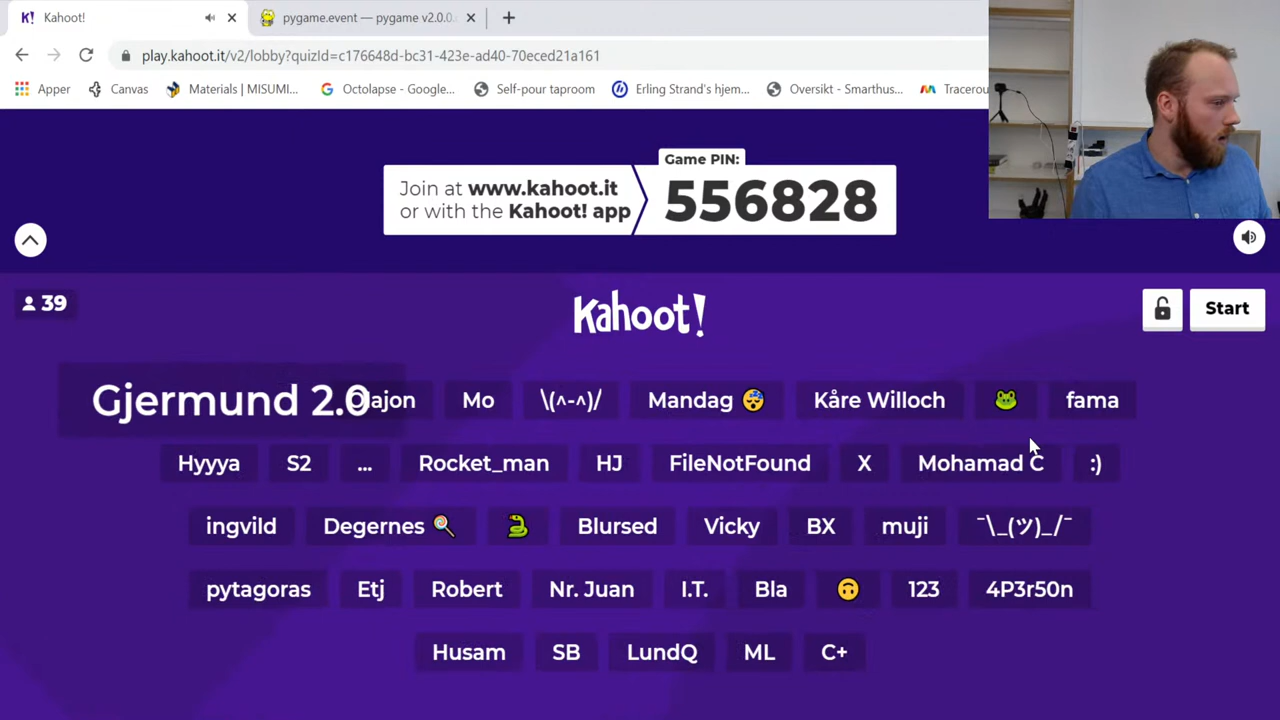 Kahoot!
pygame.event — pygame v2.0.0.
play.kahoot.it/v2/lobby?quizId=c176648d-bc31-423e-ad40-70eced21a161
Apper Canvas Materials | MISUMI... Octolapse - Google... Self-pour taproom Erling Strand's hjem... Oversikt - Smarthus... Tracerou
Game PIN:
Join at www.kahoot.it
or with the Kahoot! app
556828
39
Kahoot!
Start
Gjermund 2.0 Mo \(^-^)/ Mandag 😴 Kåre Willoch 🐸 fama
Hyyya S2 ... Rocket_man HJ FileNotFound X Mohamad C :)
ingvild Degernes 🍭 🐍 Blursed Vicky BX muji ¯\_(ツ)_/¯
pytagoras Etj Robert Nr. Juan I.T. Bla 🙃 123 4P3r50n
Husam SB LundQ ML C+